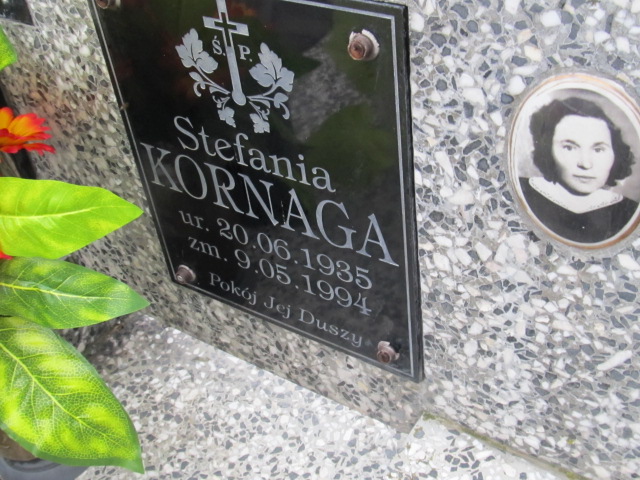 Ś. P.
Stefania
KORNAGA
ur. 20.06.1935
zm. 9.05.1994
Pokój Jej Duszy